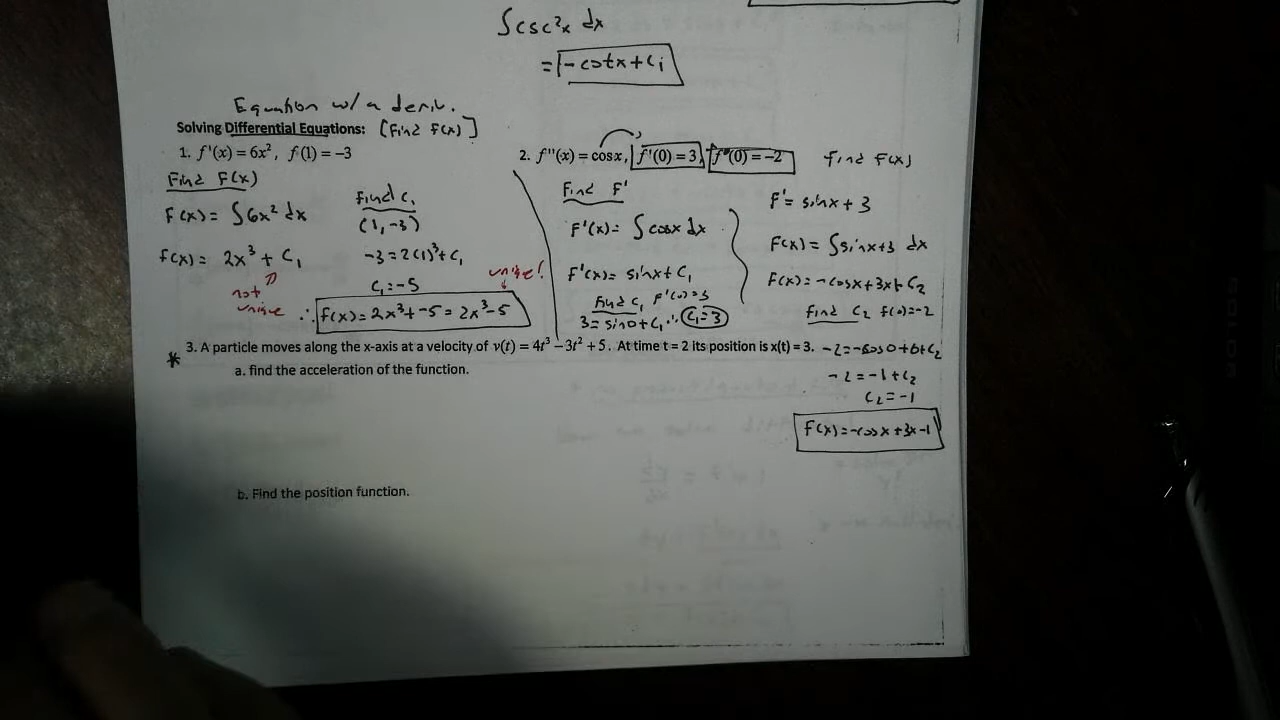 ∫csc²x dx
= -cotx + C₁
Equation w/ a deriv.
Solving Differential Equations: [Find F(x)]
1. f'(x) = 6x², f(1) = −3
Find F(x)
F(x) = ∫6x² dx
f(x) = 2x³ + C₁
not
unique
Find C₁
(1, -3)
-3 = 2(1)³ + C₁
C₁ = -5
unique!
∴ f(x) = 2x³ + -5 = 2x³ - 5
2. f''(x) = cos x, f'(0) = 3, f(0) = −2 Find F(x)
Find F'
F'(x) = ∫cosx dx
F'(x) = sinx + C₁
Find C₁ F'(0) = 3
3 = sin0 + C₁ ∴ C₁ = 3
F' = sinx + 3
F(x) = ∫sinx+3 dx
F(x) = -cosx + 3x + C₂
Find C₂ f(0) = -2
-2 = -cos0 + 0 + C₂
-2 = -1 + C₂
C₂ = -1
F(x) = -cosx + 3x - 1
* 3. A particle moves along the x-axis at a velocity of v(t) = 4t³ − 3t² + 5. At time t = 2 its position is x(t) = 3.
a. find the acceleration of the function.
b. Find the position function.